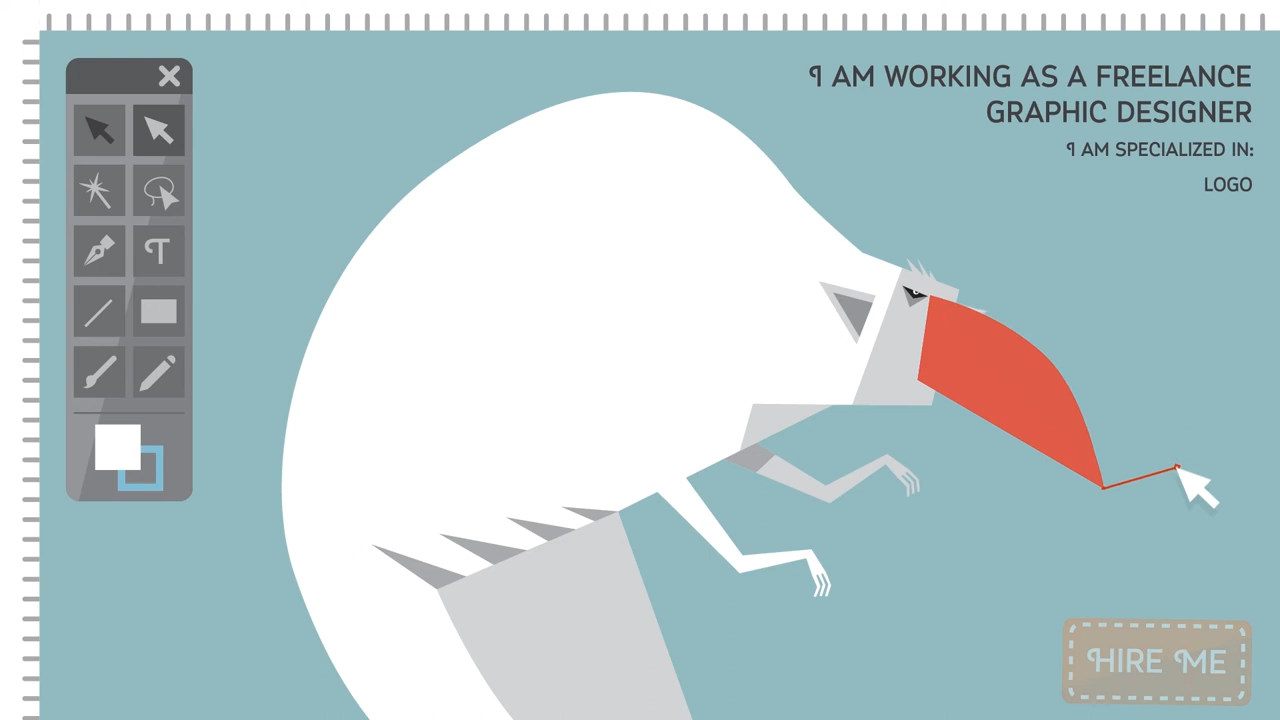 I AM WORKING AS A FREELANCE
GRAPHIC DESIGNER
I AM SPECIALIZED IN:
LOGO
T
HIRE ME